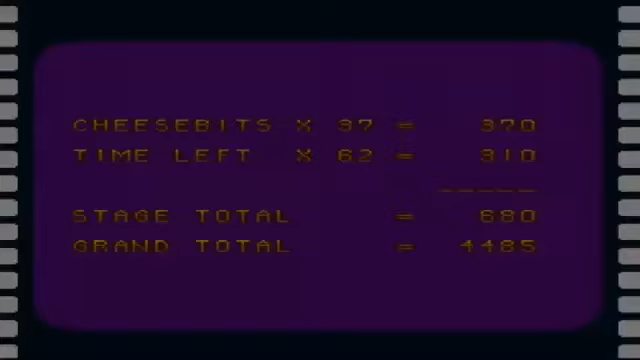 CHEESEBITS X 37 = 370
TIME LEFT X 62 = 310
-----
STAGE TOTAL = 680
GRAND TOTAL = 4485